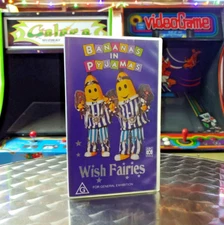 Galaga
videoGame
BANANAS
IN
PYJAMAS
Wish Fairies
G
FOR GENERAL EXHIBITION